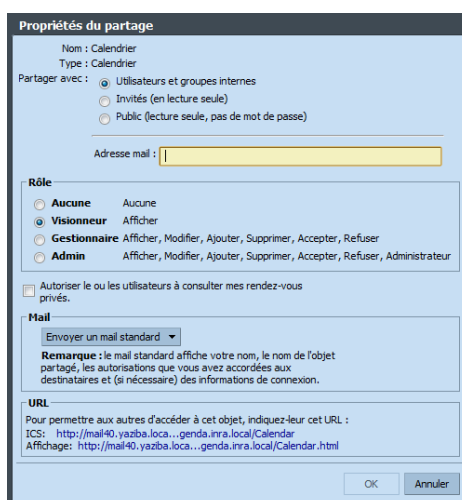 Propriétés du partage
Nom : Calendrier
Type : Calendrier
Partager avec : Utilisateurs et groupes internes
Invités (en lecture seule)
Public (lecture seule, pas de mot de passe)
Adresse mail :
Rôle
Aucune Aucune
Visionneur Afficher
Gestionnaire Afficher, Modifier, Ajouter, Supprimer, Accepter, Refuser
Admin Afficher, Modifier, Ajouter, Supprimer, Accepter, Refuser, Administrateur
Autoriser le ou les utilisateurs à consulter mes rendez-vous
privés.
Mail
Envoyer un mail standard
Remarque : le mail standard affiche votre nom, le nom de l'objet
partagé, les autorisations que vous avez accordées aux
destinataires et (si nécessaire) des informations de connexion.
URL
Pour permettre aux autres d'accéder à cet objet, indiquez-leur cet URL :
ICS: http://mail40.yaziba.loca...genda.inra.local/Calendar
Affichage: http://mail40.yaziba.loca...genda.inra.local/Calendar.html
OK Annuler